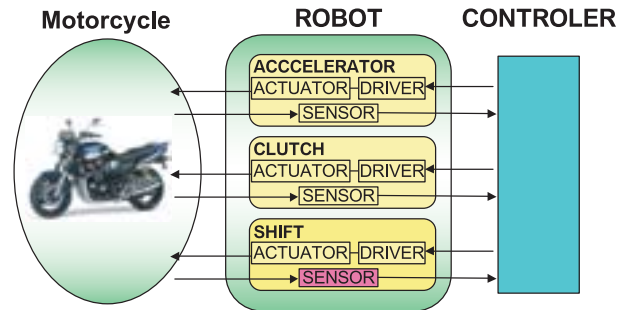 Motorcycle ROBOT CONTROLER
ACCCELERATOR
ACTUATOR DRIVER
SENSOR
CLUTCH
ACTUATOR DRIVER
SENSOR
SHIFT
ACTUATOR DRIVER
SENSOR